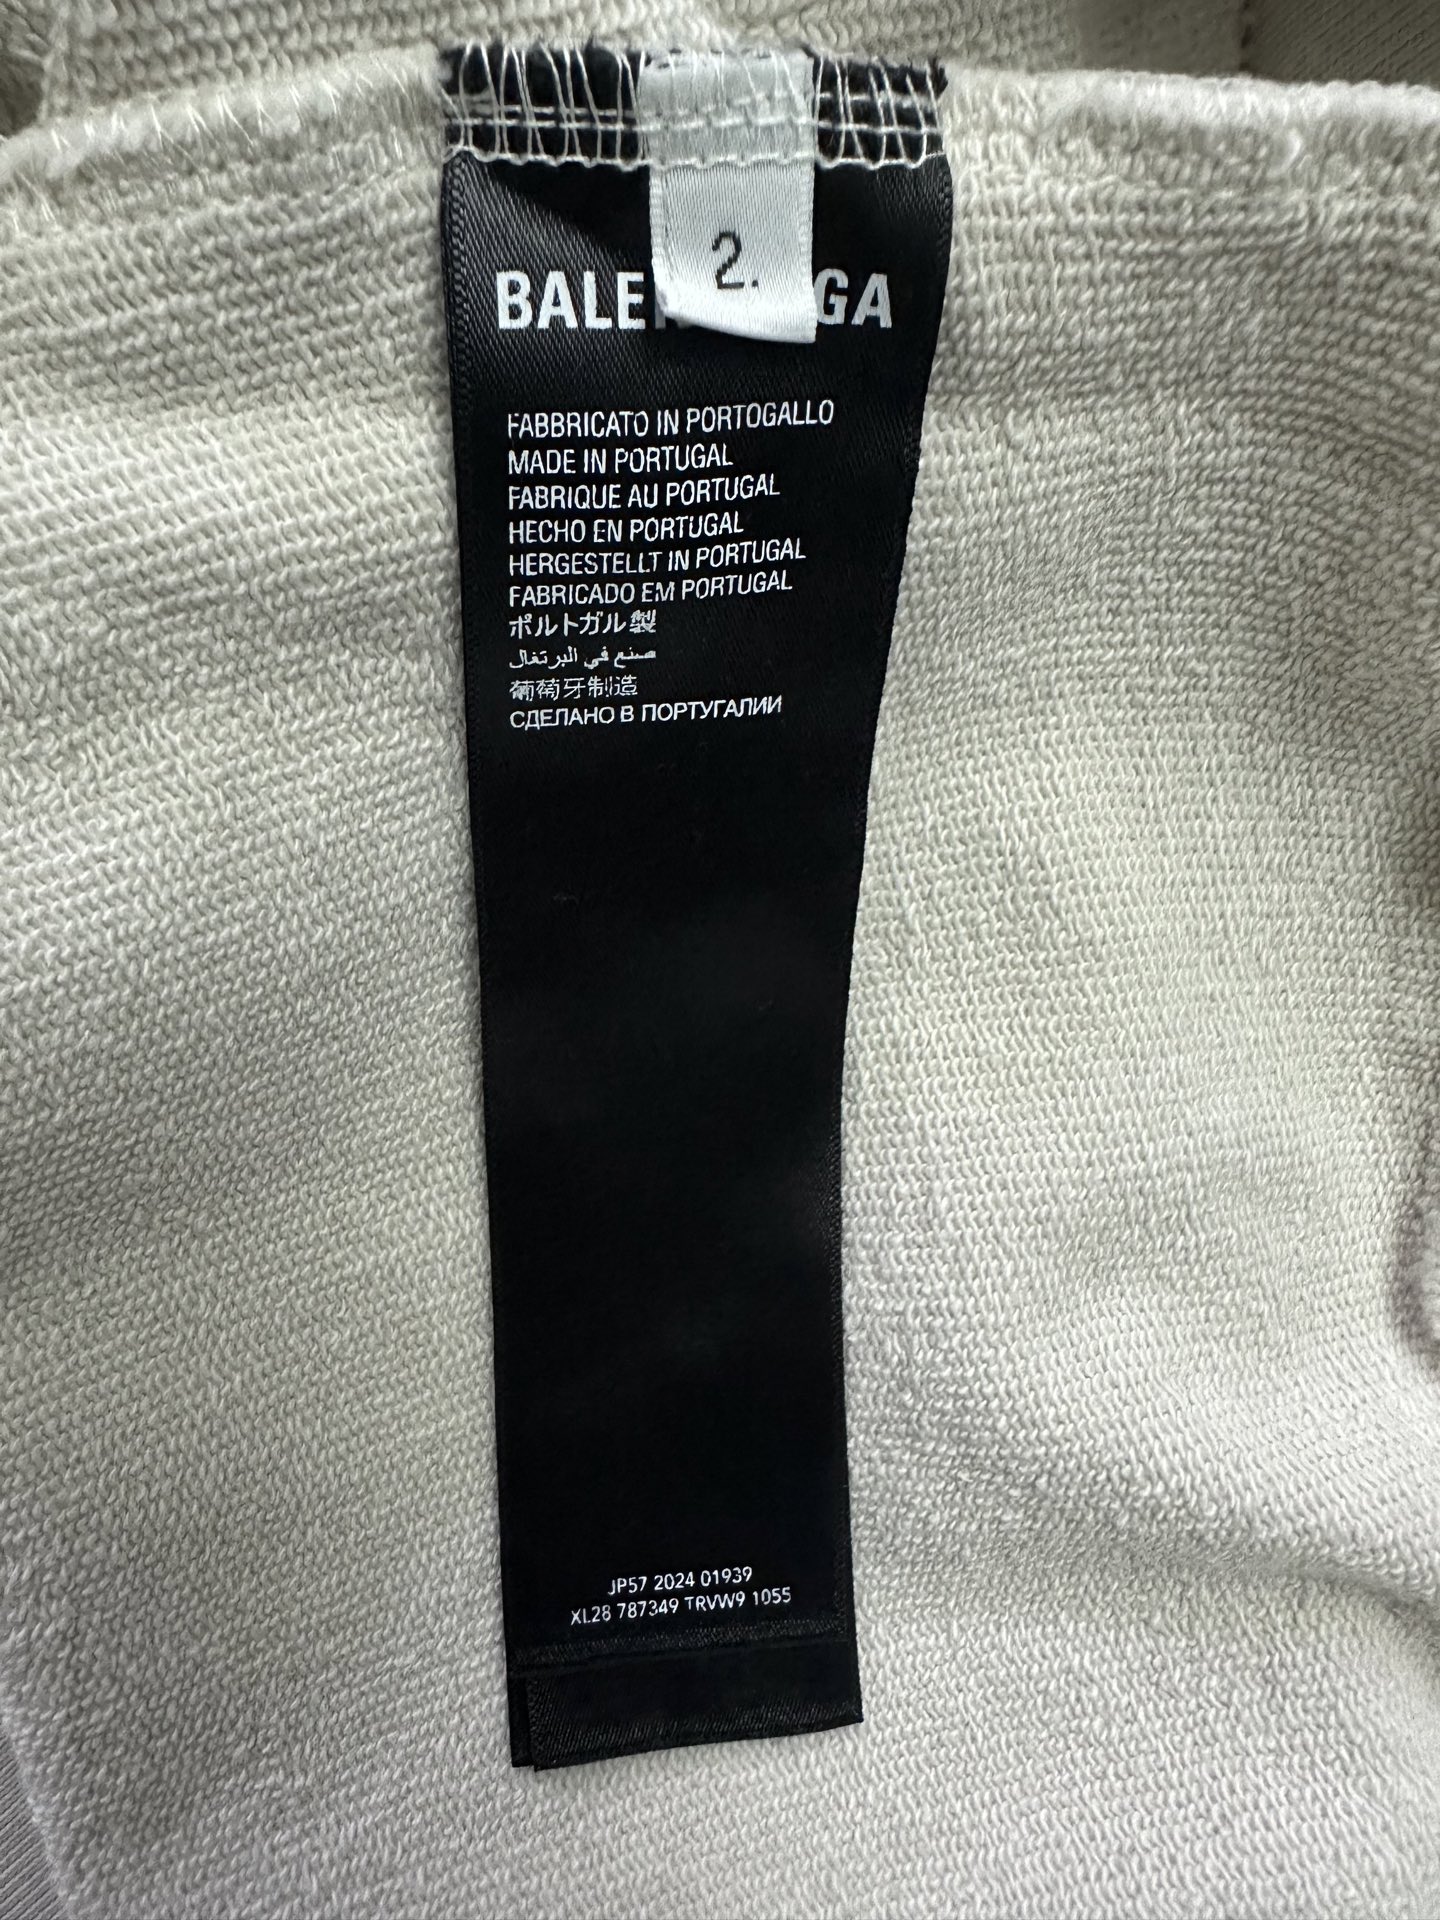 2.
BALENCIAGA
FABBRICATO IN PORTOGALLO
MADE IN PORTUGAL
FABRIQUE AU PORTUGAL
HECHO EN PORTUGAL
HERGESTELLT IN PORTUGAL
FABRICADO EM PORTUGAL
ポルトガル製
صنع في البرتغال
葡萄牙制造
СДЕЛАНО В ПОРТУГАЛИИ
JP57 2024 01939
XL28 787349 TRVW9 1055